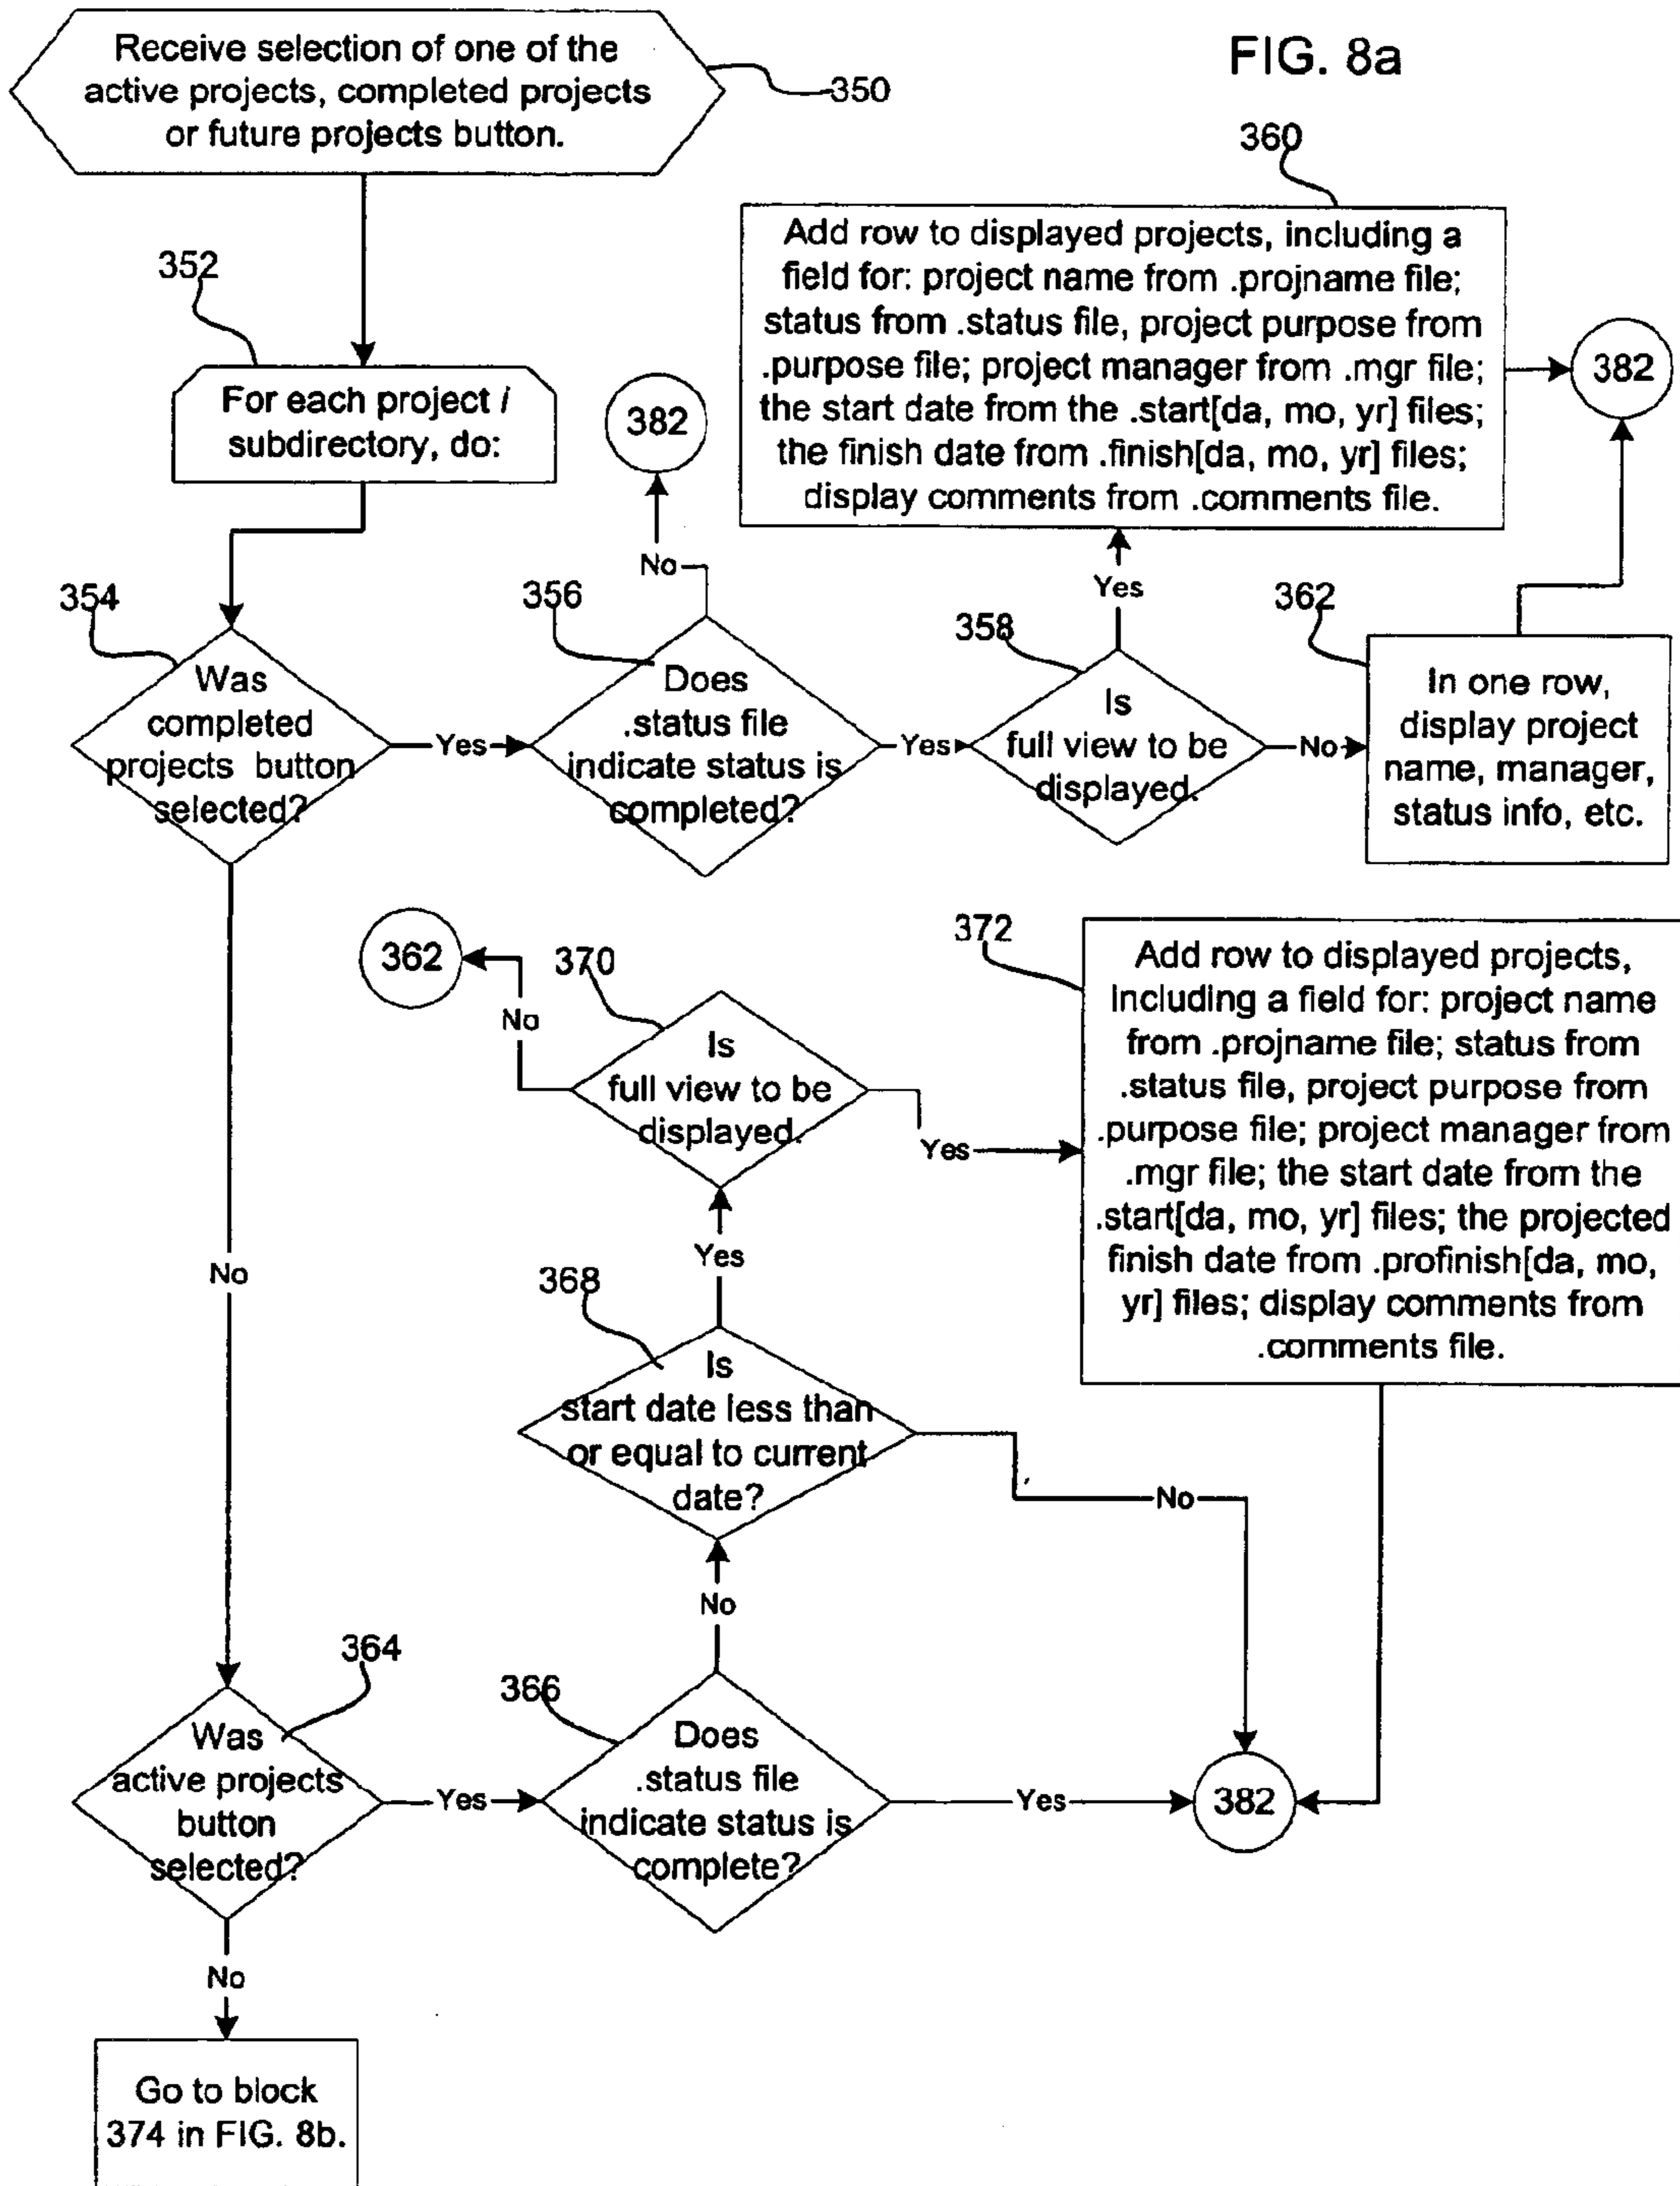 FIG. 8a
Receive selection of one of the
active projects, completed projects
or future projects button.
350
352
For each project /
subdirectory, do:
360
Add row to displayed projects, including a
field for: project name from .projname file;
status from .status file, project purpose from
.purpose file; project manager from .mgr file;
the start date from the .start[da, mo, yr] files;
the finish date from .finish[da, mo, yr] files;
display comments from .comments file.
382
382
No
Yes
354
Was
completed
projects button
selected?
Yes
356
Does
.status file
indicate status is
completed?
Yes
358
Is
full view to be
displayed.
No
362
In one row,
display project
name, manager,
status info, etc.
No
362
No
370
Is
full view to be
displayed.
Yes
372
Add row to displayed projects,
including a field for: project name
from .projname file; status from
.status file, project purpose from
.purpose file; project manager from
.mgr file; the start date from the
.start[da, mo, yr] files; the projected
finish date from .profinish[da, mo,
yr] files; display comments from
.comments file.
Yes
368
Is
start date less than
or equal to current
date?
No
No
364
Was
active projects
button
selected?
Yes
366
Does
.status file
indicate status is
complete?
Yes
382
No
Go to block
374 in FIG. 8b.